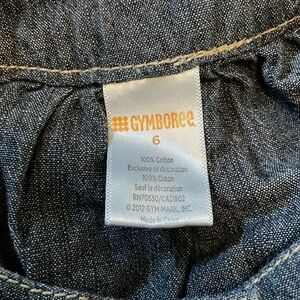 GYMBOREE
6
100% Cotton
Exclusive of decoration
100% Cotton
Sauf la décoration
RN70530/CA31802
© 2012 GYM-MARK, INC.
Made in China